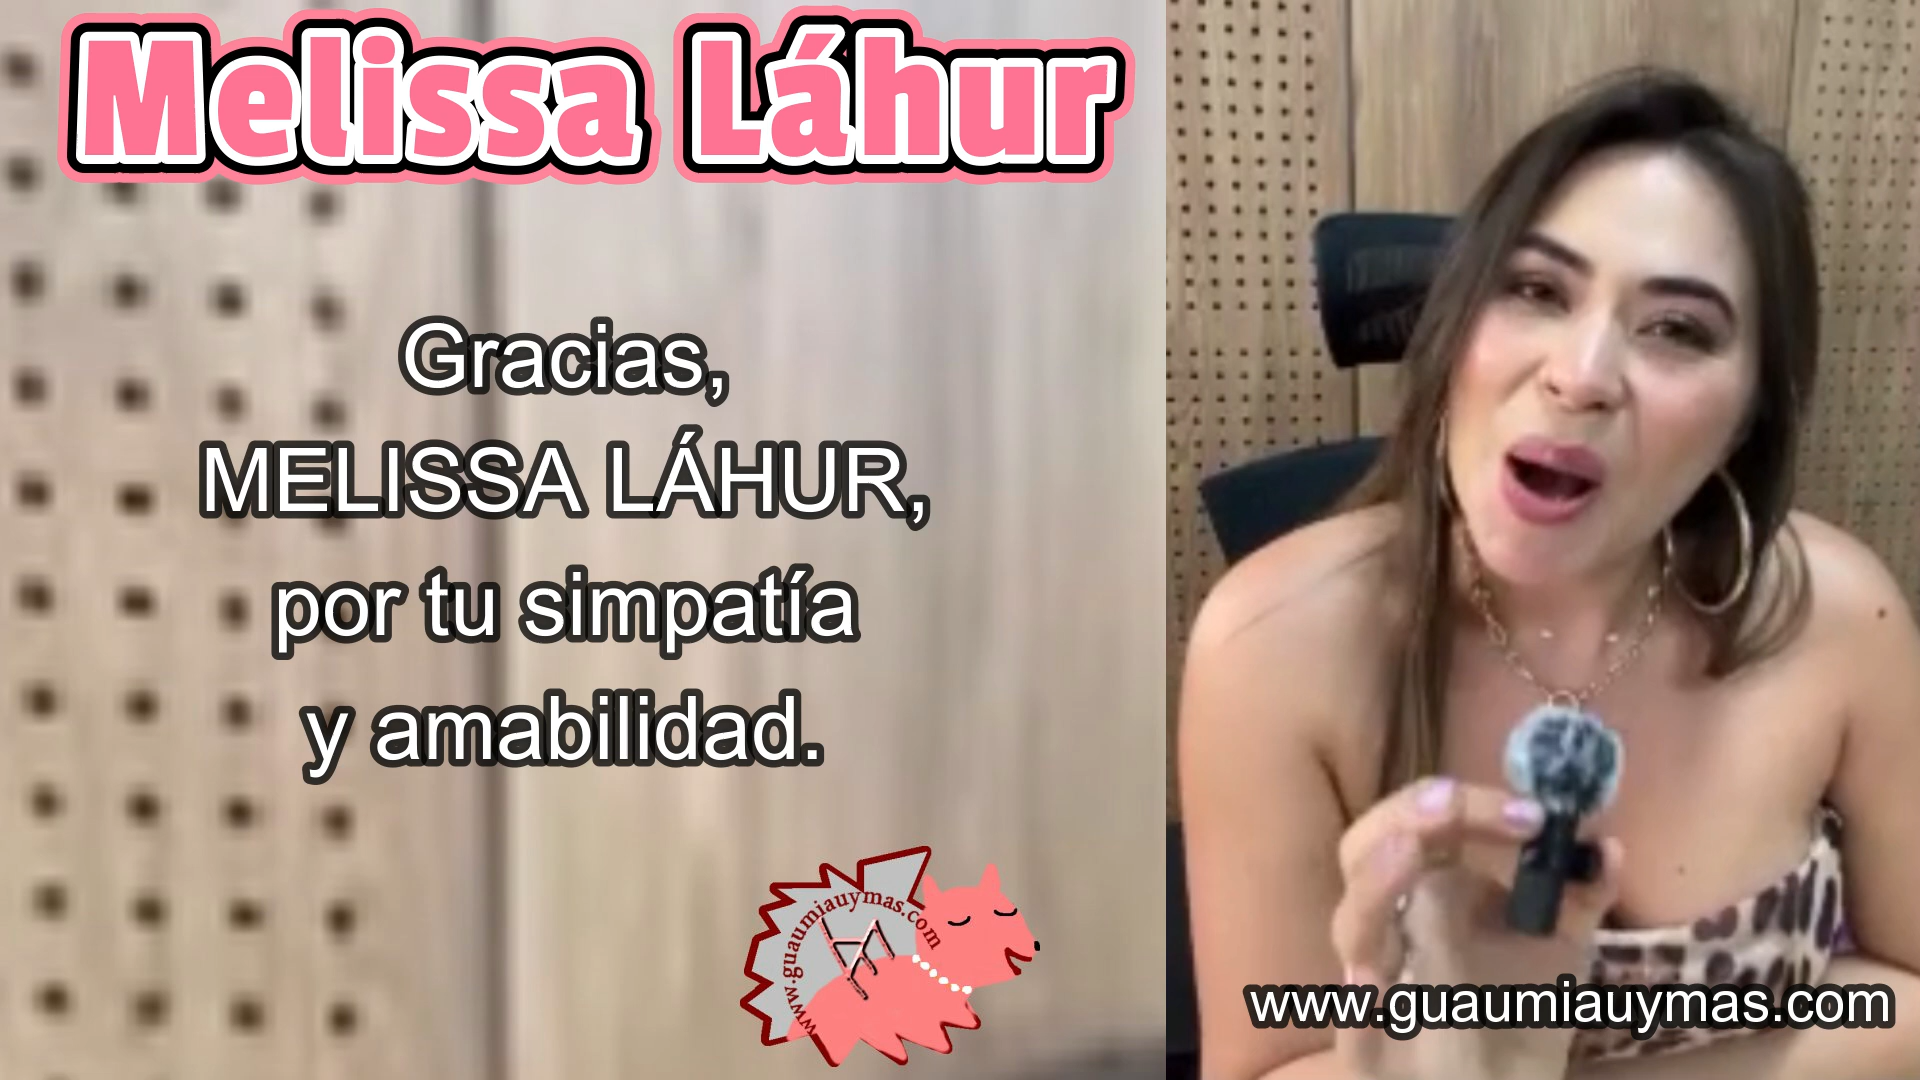 Melissa Láhur
Gracias,
MELISSA LÁHUR,
por tu simpatía
y amabilidad.
www.guaumiauymas.com
www.guaumiauymas.com